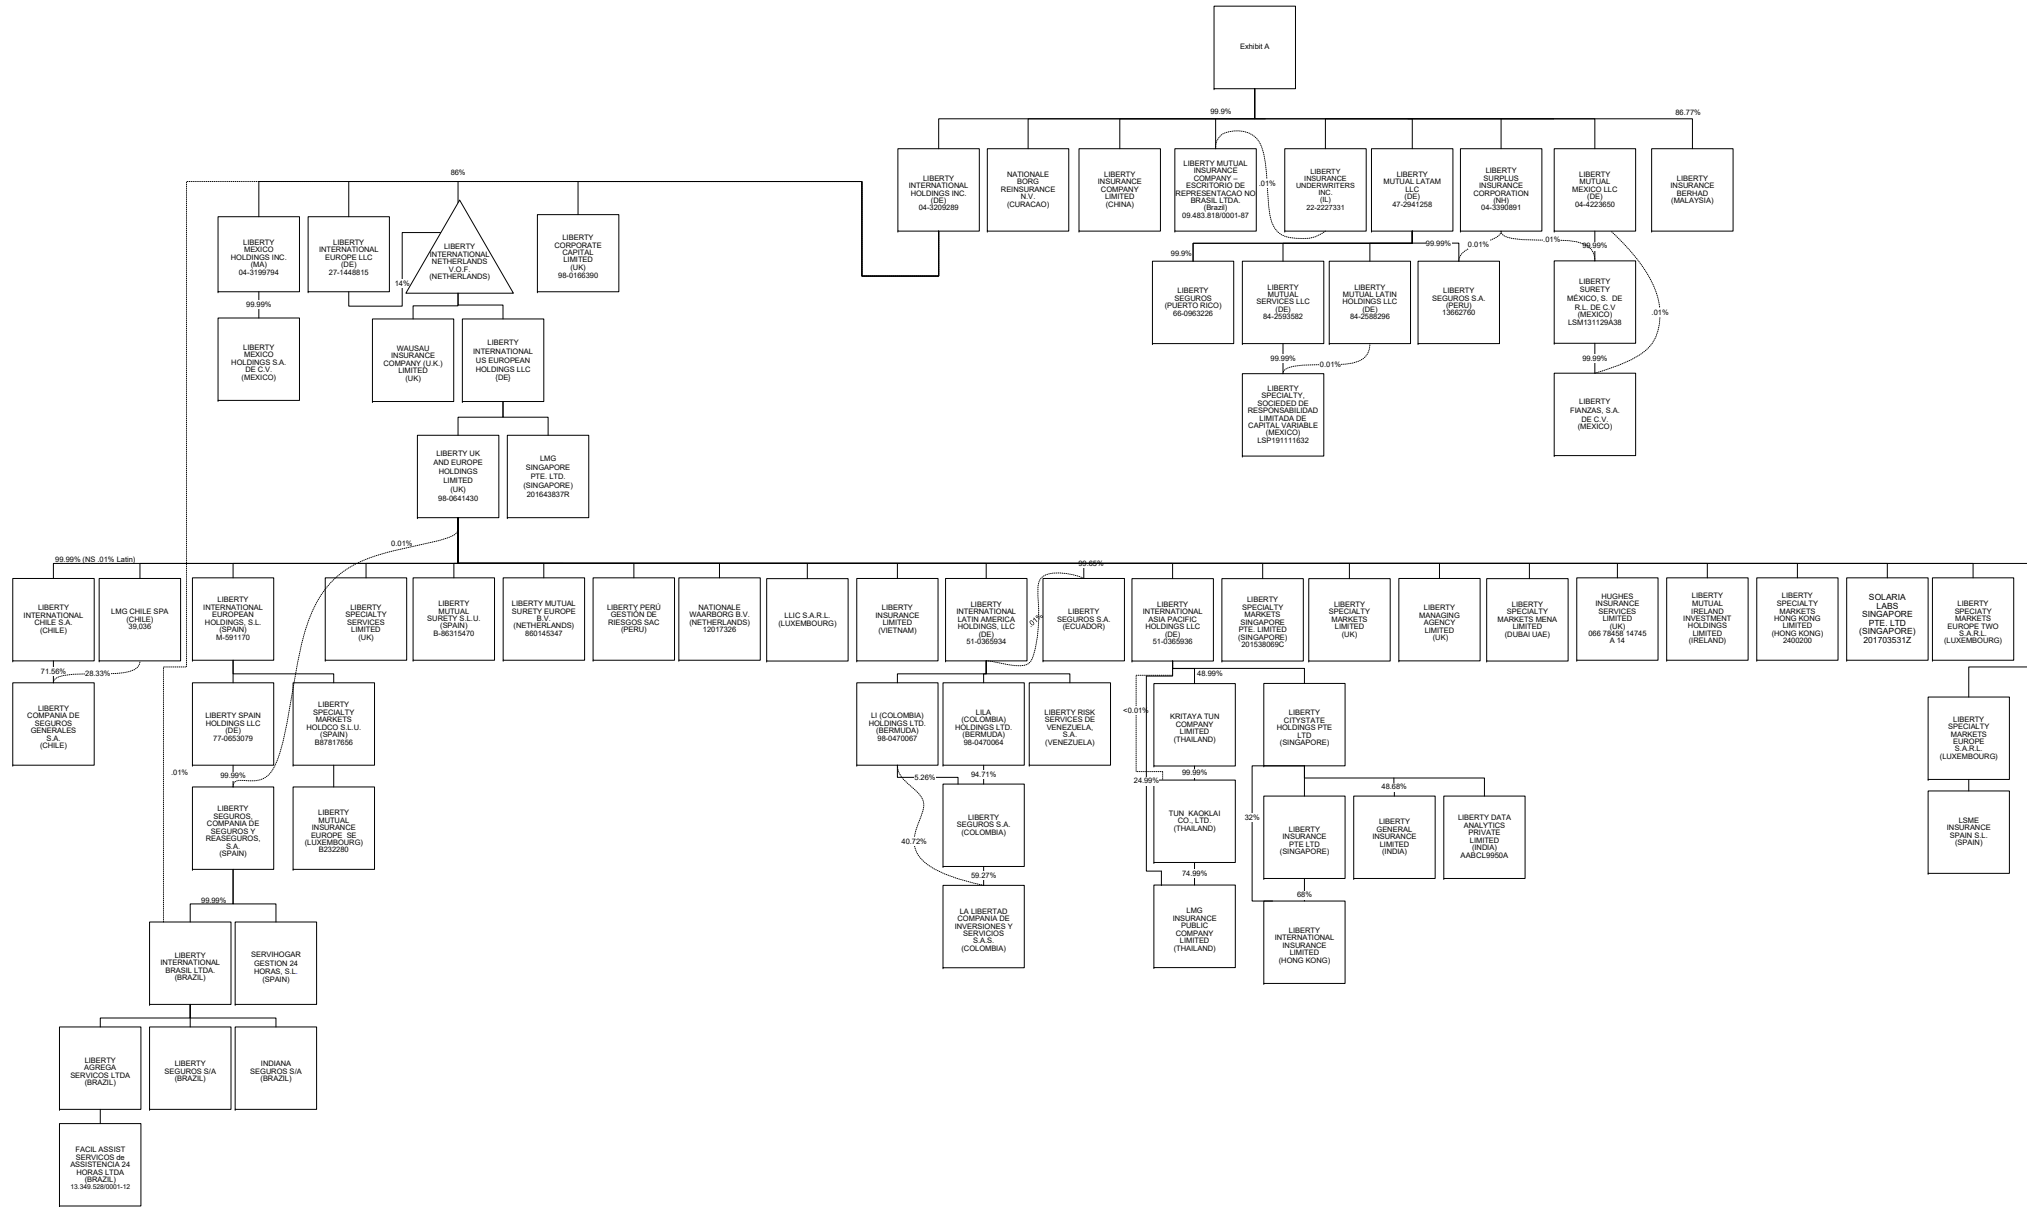 Exhibit A
99.9%
86.77%
LIBERTY
INTERNATIONAL
HOLDINGS INC.
(DE)
04-3209289
NATIONALE
BORG
REINSURANCE
N.V.
(CURACAO)
LIBERTY
INSURANCE
COMPANY
LIMITED
(CHINA)
LIBERTY MUTUAL
INSURANCE
COMPANY –
ESCRITORIO DE
REPRESENTACAO NO
BRASIL LTDA.
(Brazil)
09.483.818/0001-87
.01%
LIBERTY
INSURANCE
UNDERWRITERS
INC.
(IL)
22-2227331
LIBERTY
MUTUAL LATAM
LLC
(DE)
47-2941258
LIBERTY
SURPLUS
INSURANCE
CORPORATION
(NH)
04-3390891
LIBERTY
MUTUAL
MEXICO LLC
(DE)
04-4223650
LIBERTY
INSURANCE
BERHAD
(MALAYSIA)
86%
LIBERTY
MEXICO
HOLDINGS INC.
(MA)
04-3199794
LIBERTY
INTERNATIONAL
EUROPE LLC
(DE)
27-1448815
14%
LIBERTY
INTERNATIONAL
NETHERLANDS
V.O.F.
(NETHERLANDS)
LIBERTY
CORPORATE
CAPITAL
LIMITED
(UK)
98-0166390
99.9%
99.99%
0.01%
.01%
99.99%
LIBERTY
SEGUROS
(PUERTO RICO)
66-0963226
LIBERTY
MUTUAL
SERVICES LLC
(DE)
84-2593582
LIBERTY
MUTUAL LATIN
HOLDINGS LLC
(DE)
84-2588296
LIBERTY
SEGUROS S.A.
(PERU)
13662760
LIBERTY
SURETY
MÉXICO, S. DE
R.L. DE C.V
(MEXICO)
LSM131129A38
.01%
99.99%
LIBERTY
MEXICO
HOLDINGS S.A.
DE C.V.
(MEXICO)
WAUSAU
INSURANCE
COMPANY (U.K.)
LIMITED
(UK)
LIBERTY
INTERNATIONAL
US EUROPEAN
HOLDINGS LLC
(DE)
99.99%
0.01%
99.99%
LIBERTY
SPECIALTY,
SOCIEDED DE
RESPONSABILIDAD
LIMITADA DE
CAPITAL VARIABLE
(MEXICO)
LSP191111632
LIBERTY
FIANZAS, S.A.
DE C.V.
(MEXICO)
LIBERTY UK
AND EUROPE
HOLDINGS
LIMITED
(UK)
98-0641430
LMG
SINGAPORE
PTE. LTD.
(SINGAPORE)
201643837R
0.01%
99.99% (NS .01% Latin)
99.65%
LIBERTY
INTERNATIONAL
CHILE S.A.
(CHILE)
LMG CHILE SPA
(CHILE)
39,036
LIBERTY
INTERNATIONAL
EUROPEAN
HOLDINGS, S.L.
(SPAIN)
M-591170
LIBERTY
SPECIALTY
SERVICES
LIMITED
(UK)
LIBERTY
MUTUAL
SURETY S.L.U.
(SPAIN)
B-86315470
LIBERTY MUTUAL
SURETY EUROPE
B.V.
(NETHERLANDS)
860145347
LIBERTY PERÚ
GESTIÓN DE
RIESGOS SAC
(PERU)
NATIONALE
WAARBORG B.V.
(NETHERLANDS)
12017326
LLIC S.A.R.L.
(LUXEMBOURG)
LIBERTY
INSURANCE
LIMITED
(VIETNAM)
LIBERTY
INTERNATIONAL
LATIN AMERICA
HOLDINGS, LLC
(DE)
51-0365934
.01%
LIBERTY
SEGUROS S.A.
(ECUADOR)
LIBERTY
INTERNATIONAL
ASIA PACIFIC
HOLDINGS LLC
(DE)
51-0365936
LIBERTY
SPECIALTY
MARKETS
SINGAPORE
PTE. LIMITED
(SINGAPORE)
201538069C
LIBERTY
SPECIALTY
MARKETS
LIMITED
(UK)
LIBERTY
MANAGING
AGENCY
LIMITED
(UK)
LIBERTY
SPECIALTY
MARKETS MENA
LIMITED
(DUBAI UAE)
HUGHES
INSURANCE
SERVICES
LIMITED
(UK)
066 78458 14745
A 14
LIBERTY
MUTUAL
IRELAND
INVESTMENT
HOLDINGS
LIMITED
(IRELAND)
LIBERTY
SPECIALTY
MARKETS
HONG KONG
LIMITED
(HONG KONG)
2400200
SOLARIA
LABS
SINGAPORE
PTE. LTD
(SINGAPORE)
201703531Z
LIBERTY
SPECIATY
MARKETS
EUROPE TWO
S.A.R.L.
(LUXEMBOURG)
71.56%
28.33%
LIBERTY
COMPANIA DE
SEGUROS
GENERALES
S.A.
(CHILE)
LIBERTY SPAIN
HOLDINGS LLC
(DE)
77-0653079
LIBERTY
SPECIALTY
MARKETS
HOLDCO S.L.U.
(SPAIN)
B87817656
.01%
99.99%
LI (COLOMBIA)
HOLDINGS LTD.
(BERMUDA)
98-0470067
LILA
(COLOMBIA)
HOLDINGS LTD.
(BERMUDA)
98-0470064
LIBERTY RISK
SERVICES DE
VENEZUELA,
S.A.
(VENEZUELA)
<0.01%
48.99%
KRITAYA TUN
COMPANY
LIMITED
(THAILAND)
LIBERTY
CITYSTATE
HOLDINGS PTE
LTD
(SINGAPORE)
LIBERTY
SPECIALTY
MARKETS
EUROPE
S.A.R.L.
(LUXEMBOURG)
LIBERTY
SEGUROS,
COMPANIA DE
SEGUROS Y
REASEGUROS,
S.A.
(SPAIN)
LIBERTY
MUTUAL
INSURANCE
EUROPE SE
(LUXEMBOURG)
B232280
5.26%
94.71%
40.72%
LIBERTY
SEGUROS S.A.
(COLOMBIA)
24.99%
99.99%
TUN KAOKLAI
CO., LTD.
(THAILAND)
32%
48.68%
LIBERTY
INSURANCE
PTE LTD
(SINGAPORE)
LIBERTY
GENERAL
INSURANCE
LIMITED
(INDIA)
LIBERTY DATA
ANALYTICS
PRIVATE
LIMITED
(INDIA)
AABCL9950A
LSME
INSURANCE
SPAIN S.L.
(SPAIN)
59.27%
74.99%
68%
LA LIBERTAD
COMPANIA DE
INVERSIONES Y
SERVICIOS
S.A.S.
(COLOMBIA)
LMG
INSURANCE
PUBLIC
COMPANY
LIMITED
(THAILAND)
LIBERTY
INTERNATIONAL
INSURANCE
LIMITED
(HONG KONG)
99.99%
LIBERTY
INTERNATIONAL
BRASIL LTDA.
(BRAZIL)
SERVIHOGAR
GESTION 24
HORAS, S.L.
(SPAIN)
LIBERTY
AGREGA
SERVICOS LTDA
(BRAZIL)
LIBERTY
SEGUROS S/A
(BRAZIL)
INDIANA
SEGUROS S/A
(BRAZIL)
FACIL ASSIST
SERVICOS de
ASSISTENCIA 24
HORAS LTDA
(BRAZIL)
13.349.528/0001-12